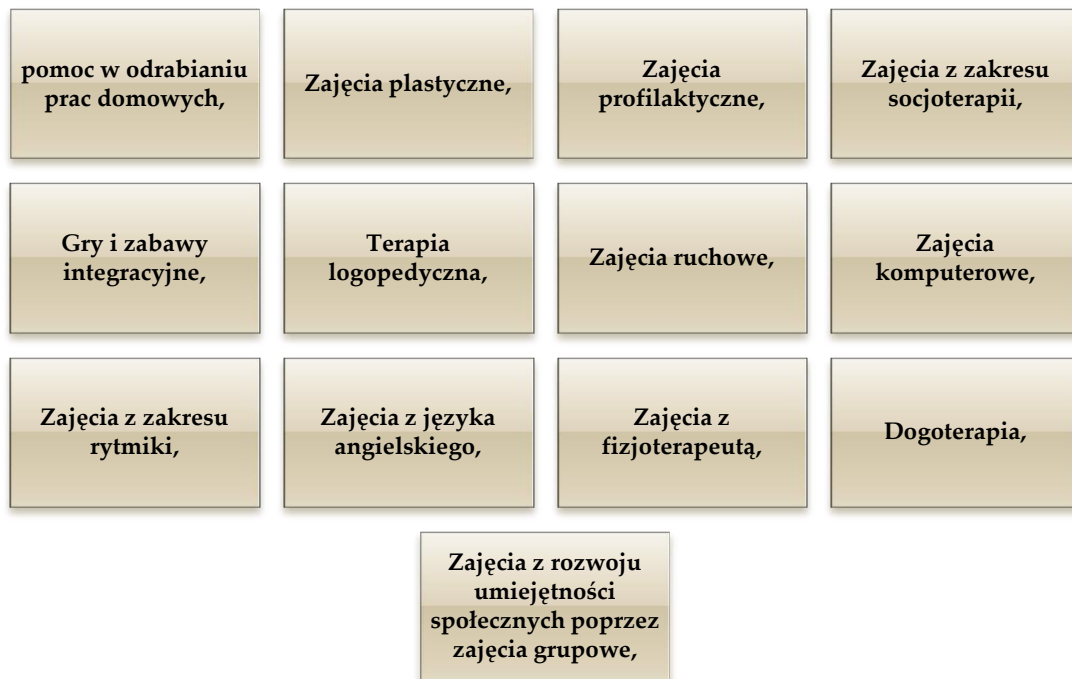 pomoc w odrabianiu
prac domowych,
Zajęcia plastyczne,
Zajęcia
profilaktyczne,
Zajęcia z zakresu
socjoterapii,
Gry i zabawy
integracyjne,
Terapia
logopedyczna,
Zajęcia ruchowe,
Zajęcia
komputerowe,
Zajęcia z zakresu
rytmiki,
Zajęcia z języka
angielskiego,
Zajęcia z
fizjoterapeutą,
Dogoterapia,
Zajęcia z rozwoju
umiejętności
społecznych poprzez
zajęcia grupowe,